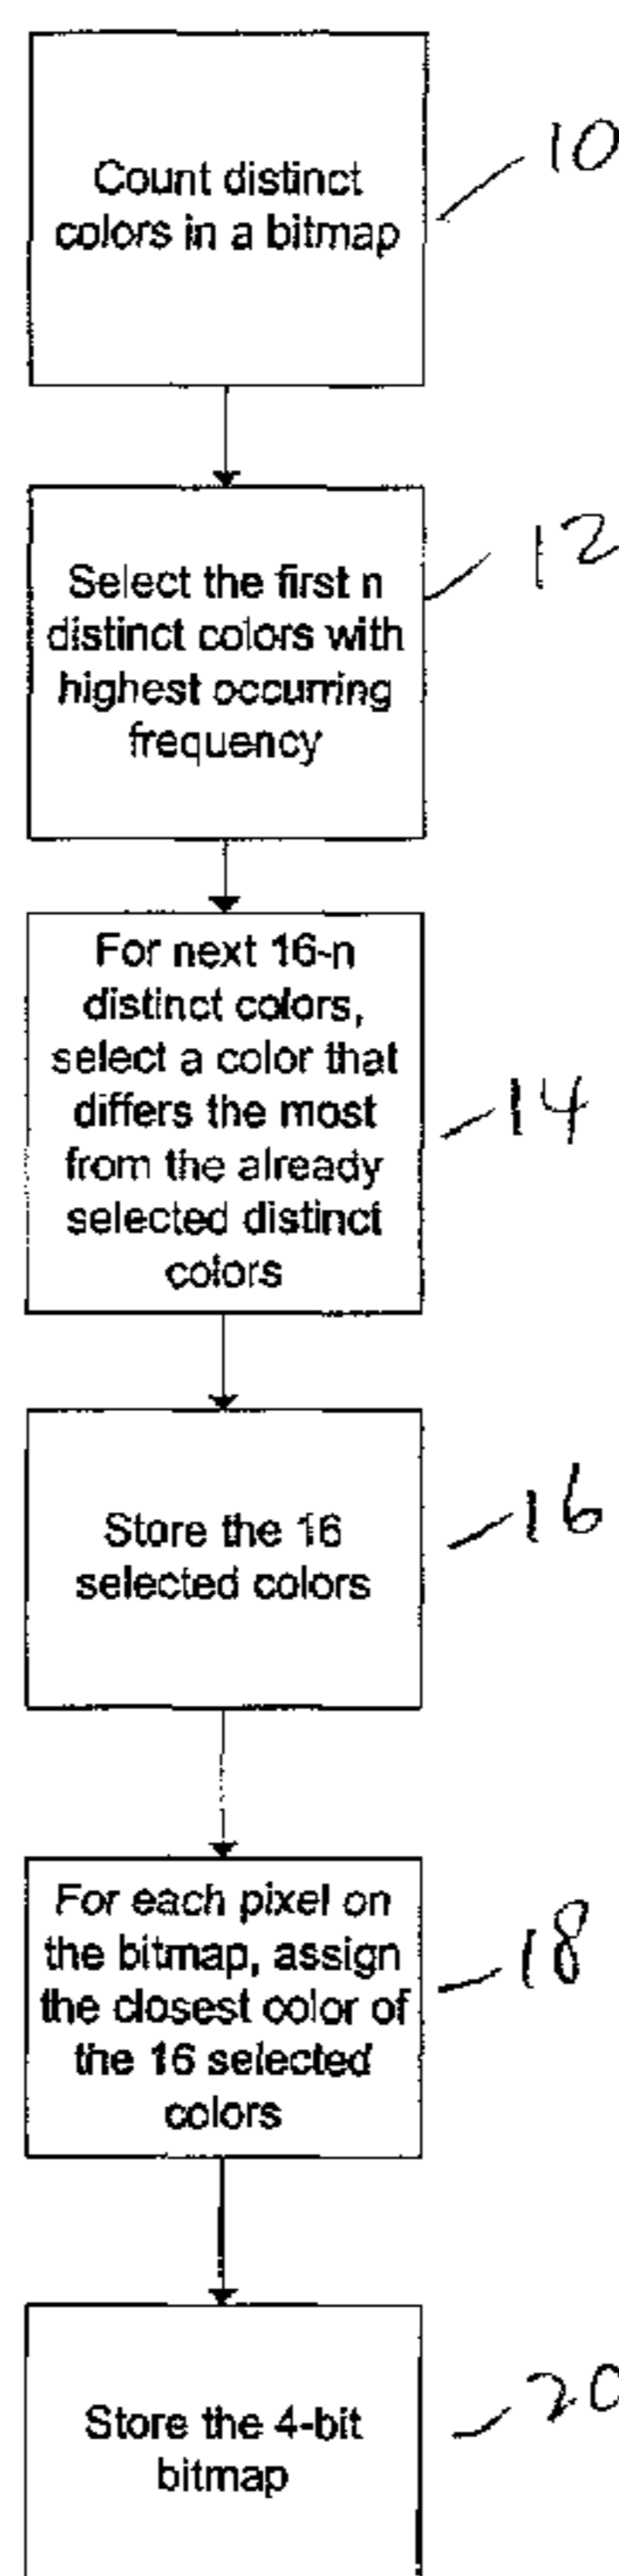 Count distinct
colors in a bitmap
10
Select the first n
distinct colors with
highest occurring
frequency
12
For next 16-n
distinct colors,
select a color that
differs the most
from the already
selected distinct
colors
14
Store the 16
selected colors
16
For each pixel on
the bitmap, assign
the closest color of
the 16 selected
colors
18
Store the 4-bit
bitmap
20